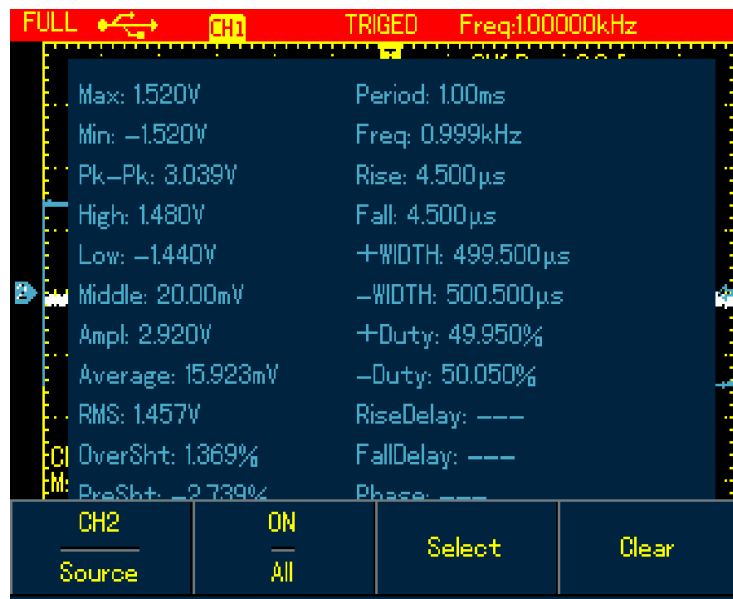 FULL CH1 TRIGED Freq:1.00000kHz
T
Max: 1.520V Period: 1.00ms
Min: −1.520V Freq: 0.999kHz
Pk−Pk: 3.039V Rise: 4.500µs
High: 1.480V Fall: 4.500µs
Low: −1.440V +WIDTH: 499.500µs
2 Middle: 20.00mV −WIDTH: 500.500µs
Ampl: 2.920V +Duty: 49.950%
Average: 15.923mV −Duty: 50.050%
RMS: 1.457V RiseDelay: −−−
OverSht: 1.369% FallDelay: −−−
PreSht: −2.739% Phase: −−−
CH2 ON Select Clear
Source All